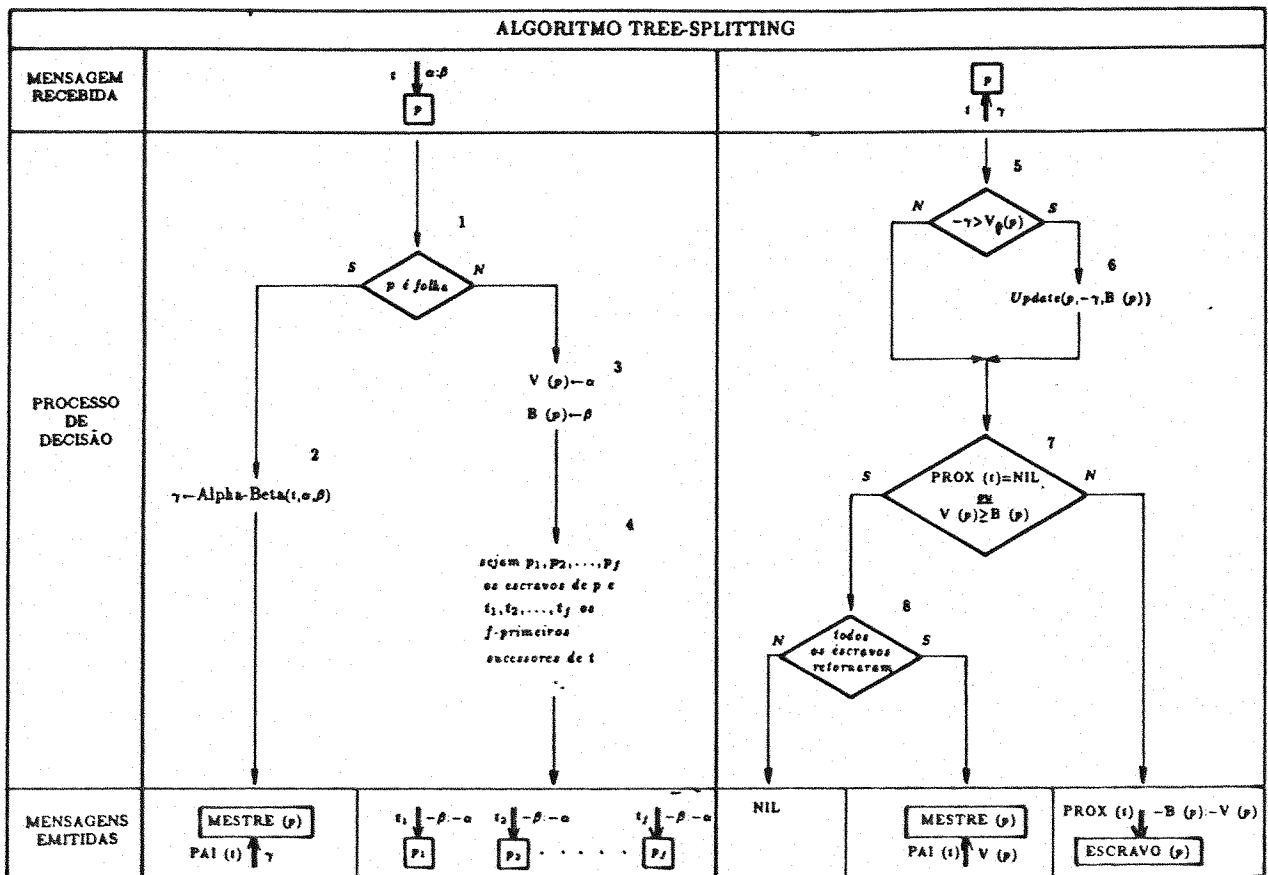 ALGORITMO TREE-SPLITTING
MENSAGEM
RECEBIDA
t α:β
p
p
t γ
PROCESSO
DE
DECISÃO
1
S
N
p é folha
2
γ←Alpha-Beta(t,α,β)
3
V (p)←α
B (p)←β
4
sejam p1,p2,...,pf
os escravos de p e
t1,t2,...,tf os
f-primeiros
sucessores de t
5
N
S
-γ>V(p)
6
Update(p,-γ,B (p))
7
S
N
PROX (t)=NIL
ou
V (p)≥B (p)
8
N
S
todos
os escravos
retornaram
MENSAGENS
EMITIDAS
MESTRE (p)
PAI (t) γ
t1 -β:-α t2 -β:-α tf -β:-α
p1 p2 . . . . . pf
NIL
MESTRE (p)
PAI (t) V (p)
PROX (t) -B (p):-V (p)
ESCRAVO (p)